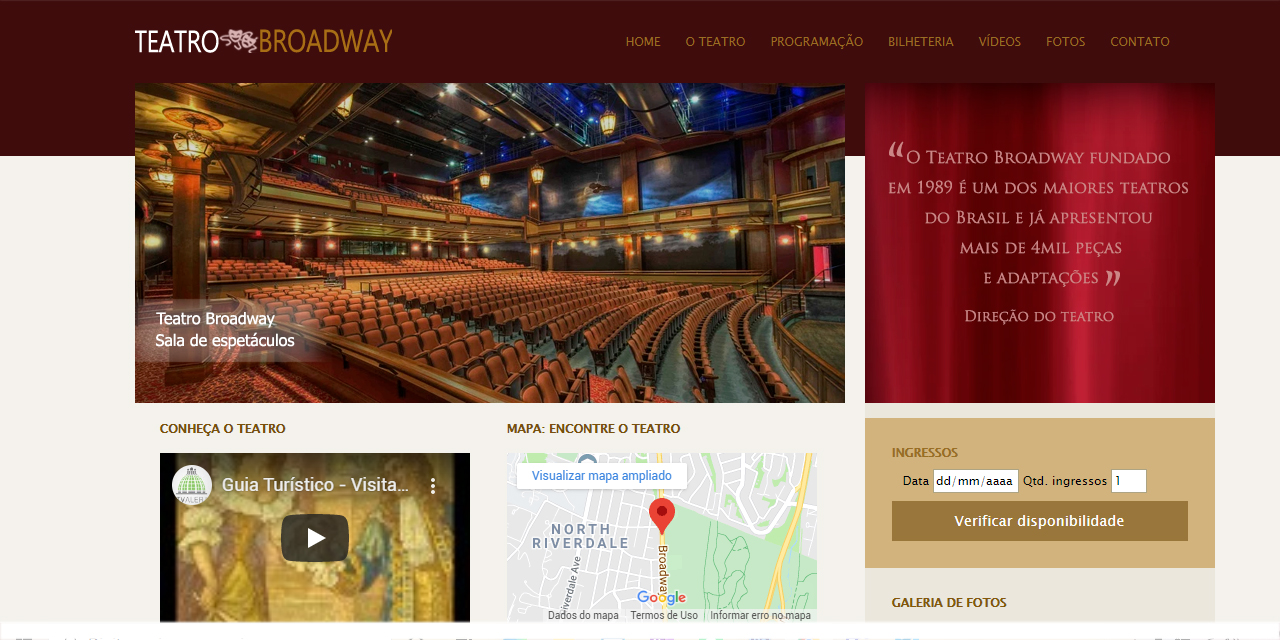 TEATRO BROADWAY
HOME O TEATRO PROGRAMAÇÃO BILHETERIA VÍDEOS FOTOS CONTATO
Teatro Broadway
Sala de espetáculos
“O Teatro Broadway fundado
em 1989 é um dos maiores teatros
do Brasil e já apresentou
mais de 4mil peças
e adaptações”
Direção do teatro
CONHEÇA O TEATRO
Guia Turístico - Visita...
MAPA: ENCONTRE O TEATRO
Visualizar mapa ampliado
NORTH
RIVERDALE
Riverdale Ave
Broadway
Google
Dados do mapa Termos de Uso Informar erro no mapa
INGRESSOS
Data dd/mm/aaaa Qtd. ingressos 1
Verificar disponibilidade
GALERIA DE FOTOS